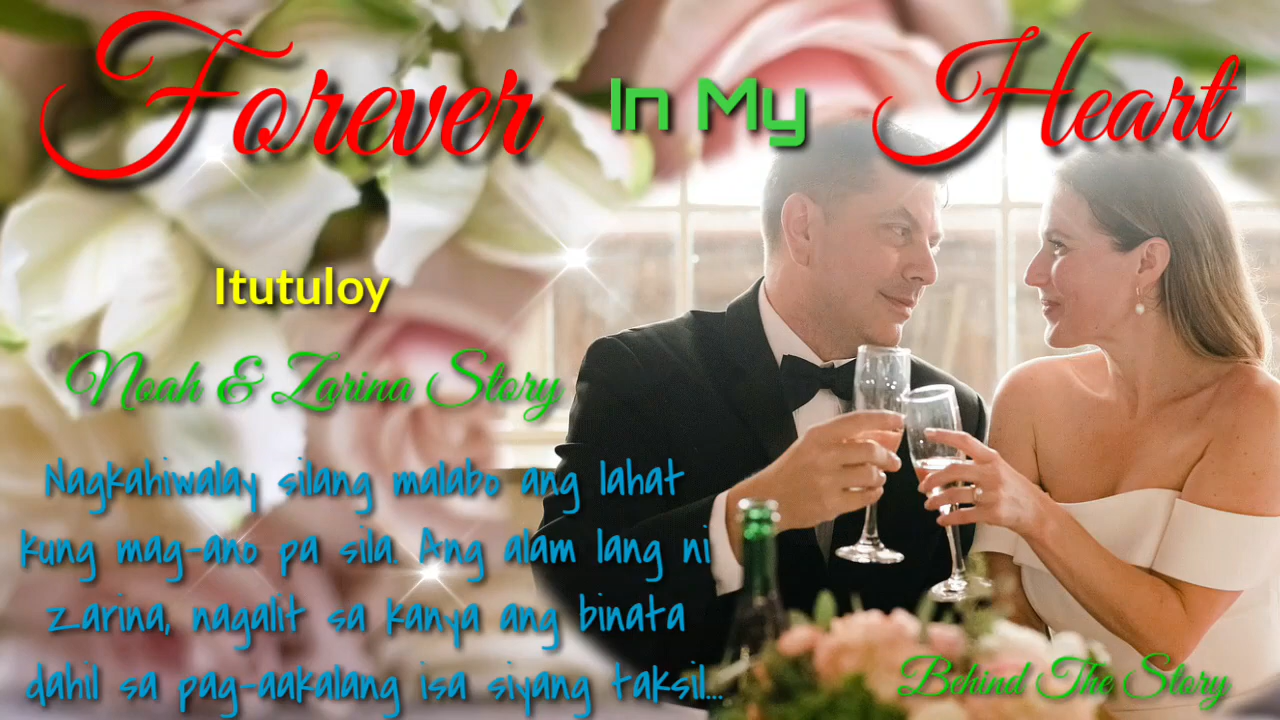 Forever In My Heart
Itutuloy
Noah & Zarina Story
Nagkahiwalay silang malabo ang lahat
kung mag-ano pa sila. Ang alam lang ni
Zarina, nagalit sa kanya ang binata
dahil sa pag-aakalang isa siyang taksil...
Behind The Story